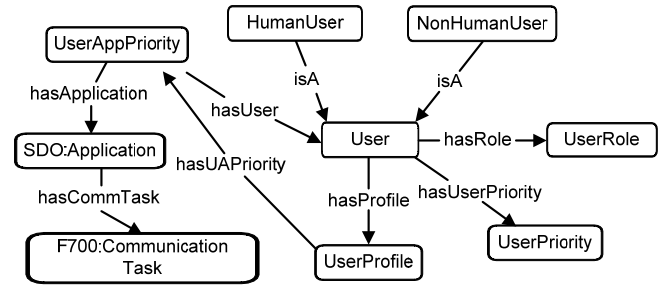 HumanUser
NonHumanUser
UserAppPriority
isA
isA
hasApplication
hasUser
SDO:Application
User
hasRole
UserRole
hasUAPriority
hasCommTask
hasProfile
hasUserPriority
F700:Communication
Task
UserProfile
UserPriority